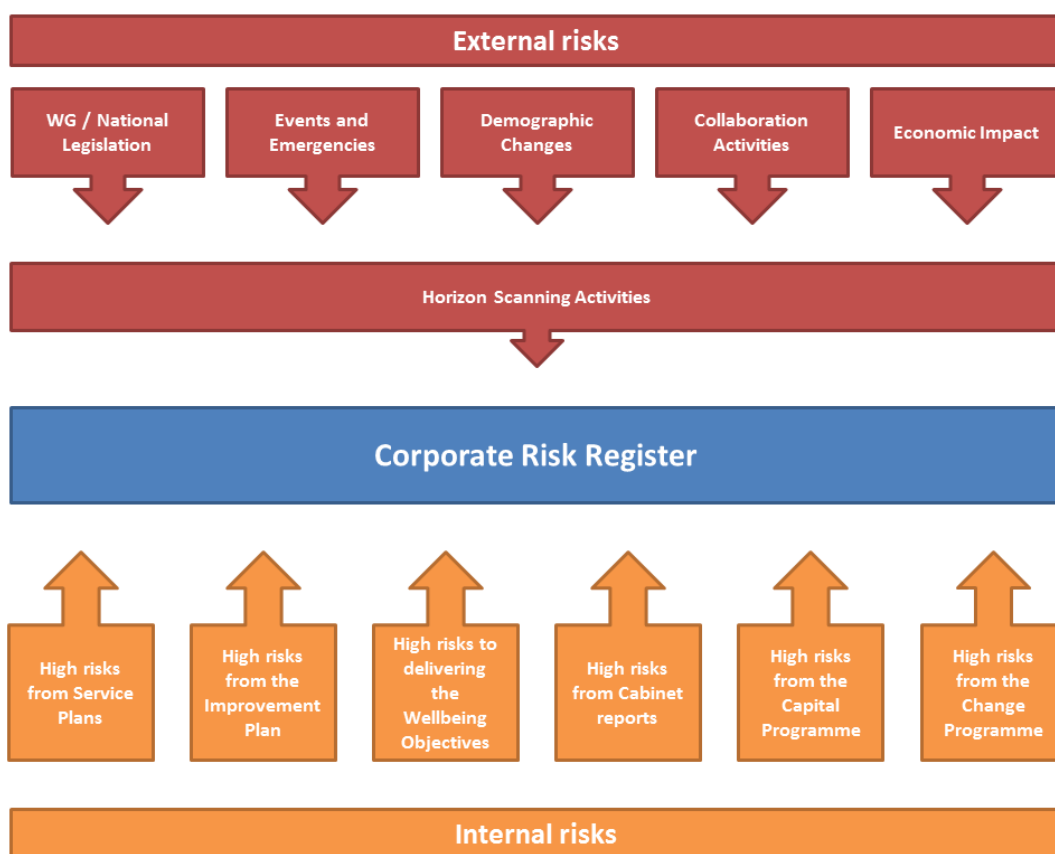 External risks
WG / National
Legislation
Events and
Emergencies
Demographic
Changes
Collaboration
Activities
Economic Impact
Horizon Scanning Activities
Corporate Risk Register
High risks
from Service
Plans
High risks
from the
Improvement
Plan
High risks to
delivering
the
Wellbeing
Objectives
High risks
from Cabinet
reports
High risks
from the
Capital
Programme
High risks
from the
Change
Programme
Internal risks